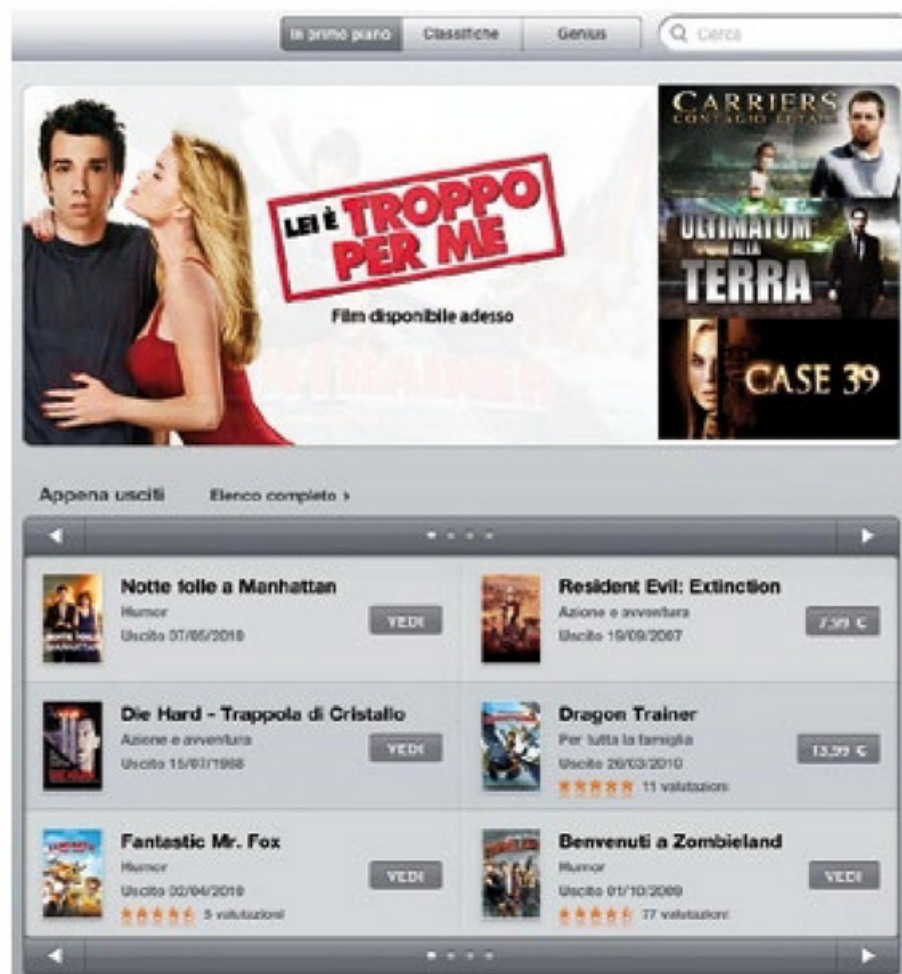 In primo piano Classifiche Genius Cerca
LEI È TROPPO
PER ME
Film disponibile adesso
CARRIERS
CONTAGIO LETALE
ULTIMATUM
ALLA
TERRA
CASE 39
Appena usciti Elenco completo ›
Notte folle a Manhattan
Humor
Uscito 07/05/2010
VEDI
Resident Evil: Extinction
Azione e avventura
Uscito 19/09/2007
7,99 €
Die Hard - Trappola di Cristallo
Azione e avventura
Uscito 15/07/1988
VEDI
Dragon Trainer
Per tutta la famiglia
Uscito 26/03/2010
11 valutazioni
13,99 €
Fantastic Mr. Fox
Humor
Uscito 02/04/2010
5 valutazioni
VEDI
Benvenuti a Zombieland
Humor
Uscito 01/10/2009
77 valutazioni
VEDI